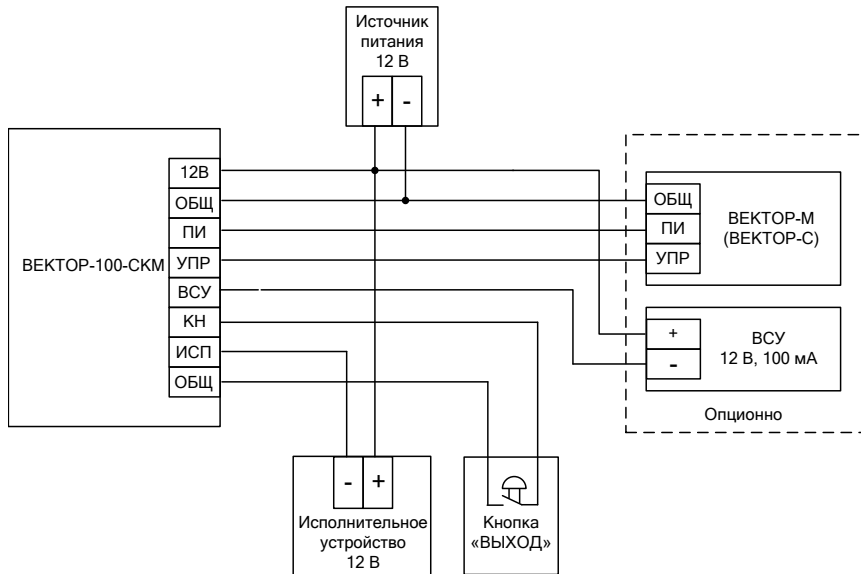 Источник
питания
12 В
+ -
ВЕКТОР-100-СКМ
12В
ОБЩ
ПИ
УПР
ВСУ
КН
ИСП
ОБЩ
ОБЩ
ПИ
УПР
ВЕКТОР-М
(ВЕКТОР-С)
+
-
ВСУ
12 В, 100 мА
Опционно
- +
Исполнительное
устройство
12 В
Кнопка
«ВЫХОД»